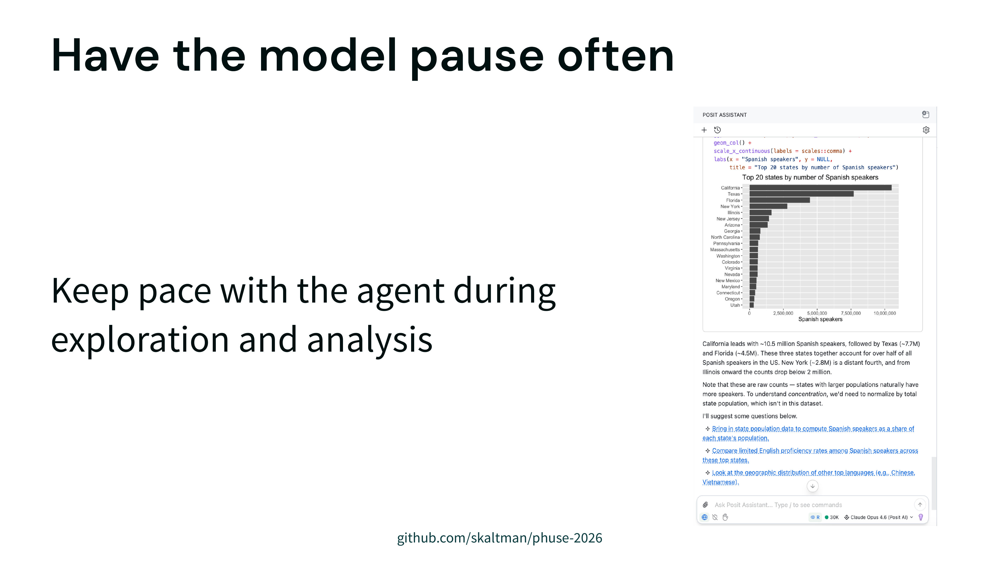 Have the model pause often
Keep pace with the agent during
exploration and analysis
POSIT ASSISTANT
geom_col() +
scale_x_continuous(labels = scales::comma) +
labs(x = "Spanish speakers", y = NULL,
title = "Top 20 states by number of Spanish speakers")
Top 20 states by number of Spanish speakers
California
Texas
Florida
New York
Illinois
New Jersey
Arizona
Georgia
North Carolina
Pennsylvania
Massachusetts
Washington
Colorado
Virginia
Nevada
New Mexico
Maryland
Connecticut
Oregon
Utah
0 2,500,000 5,000,000 7,500,000 10,000,000
Spanish speakers
California leads with ~10.5 million Spanish speakers, followed by Texas (~7.7M)
and Florida (~4.5M). These three states together account for over half of all
Spanish speakers in the US. New York (~2.8M) is a distant fourth, and from
Illinois onward the counts drop below 2 million.
Note that these are raw counts — states with larger populations naturally have
more speakers. To understand concentration, we'd need to normalize by total
state population, which isn't in this dataset.
I'll suggest some questions below.
Bring in state population data to compute Spanish speakers as a share of
each state's population.
Compare limited English proficiency rates among Spanish speakers across
these top states.
Look at the geographic distribution of other top languages (e.g., Chinese,
Vietnamese).
Ask Posit Assistant... Type / to see commands
R 30K Claude Opus 4.6 (Posit AI)
github.com/skaltman/phuse-2026